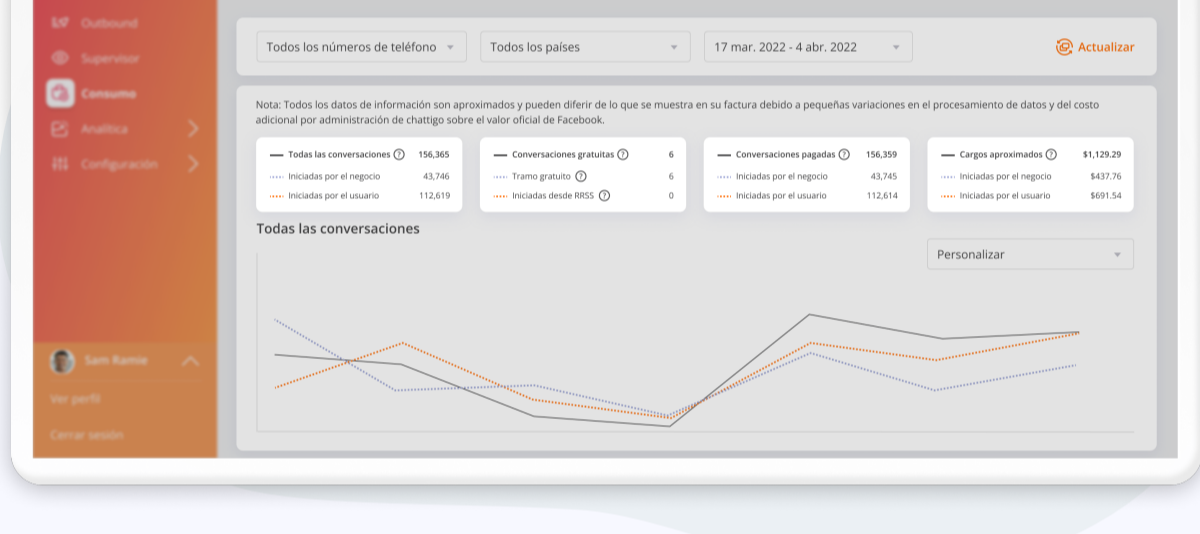 Outbound
Supervisor
Consumo
Analítica
Configuración
Sam Ramie
Ver perfil
Cerrar sesión
Todos los números de teléfono
Todos los países
17 mar. 2022 - 4 abr. 2022
Actualizar
Nota: Todos los datos de información son aproximados y pueden diferir de lo que se muestra en su factura debido a pequeñas variaciones en el procesamiento de datos y del costo
adicional por administración de chattigo sobre el valor oficial de Facebook.
Todas las conversaciones ? 156,365
Iniciadas por el negocio 43,746
Iniciadas por el usuario 112,619
Conversaciones gratuitas ? 6
Tramo gratuito ? 6
Iniciadas desde RRSS ? 0
Conversaciones pagadas ? 156,359
Iniciadas por el negocio 43,745
Iniciadas por el usuario 112,614
Cargos aproximados ? $1,129.29
Iniciadas por el negocio $437.76
Iniciadas por el usuario $691.54
Todas las conversaciones
Personalizar